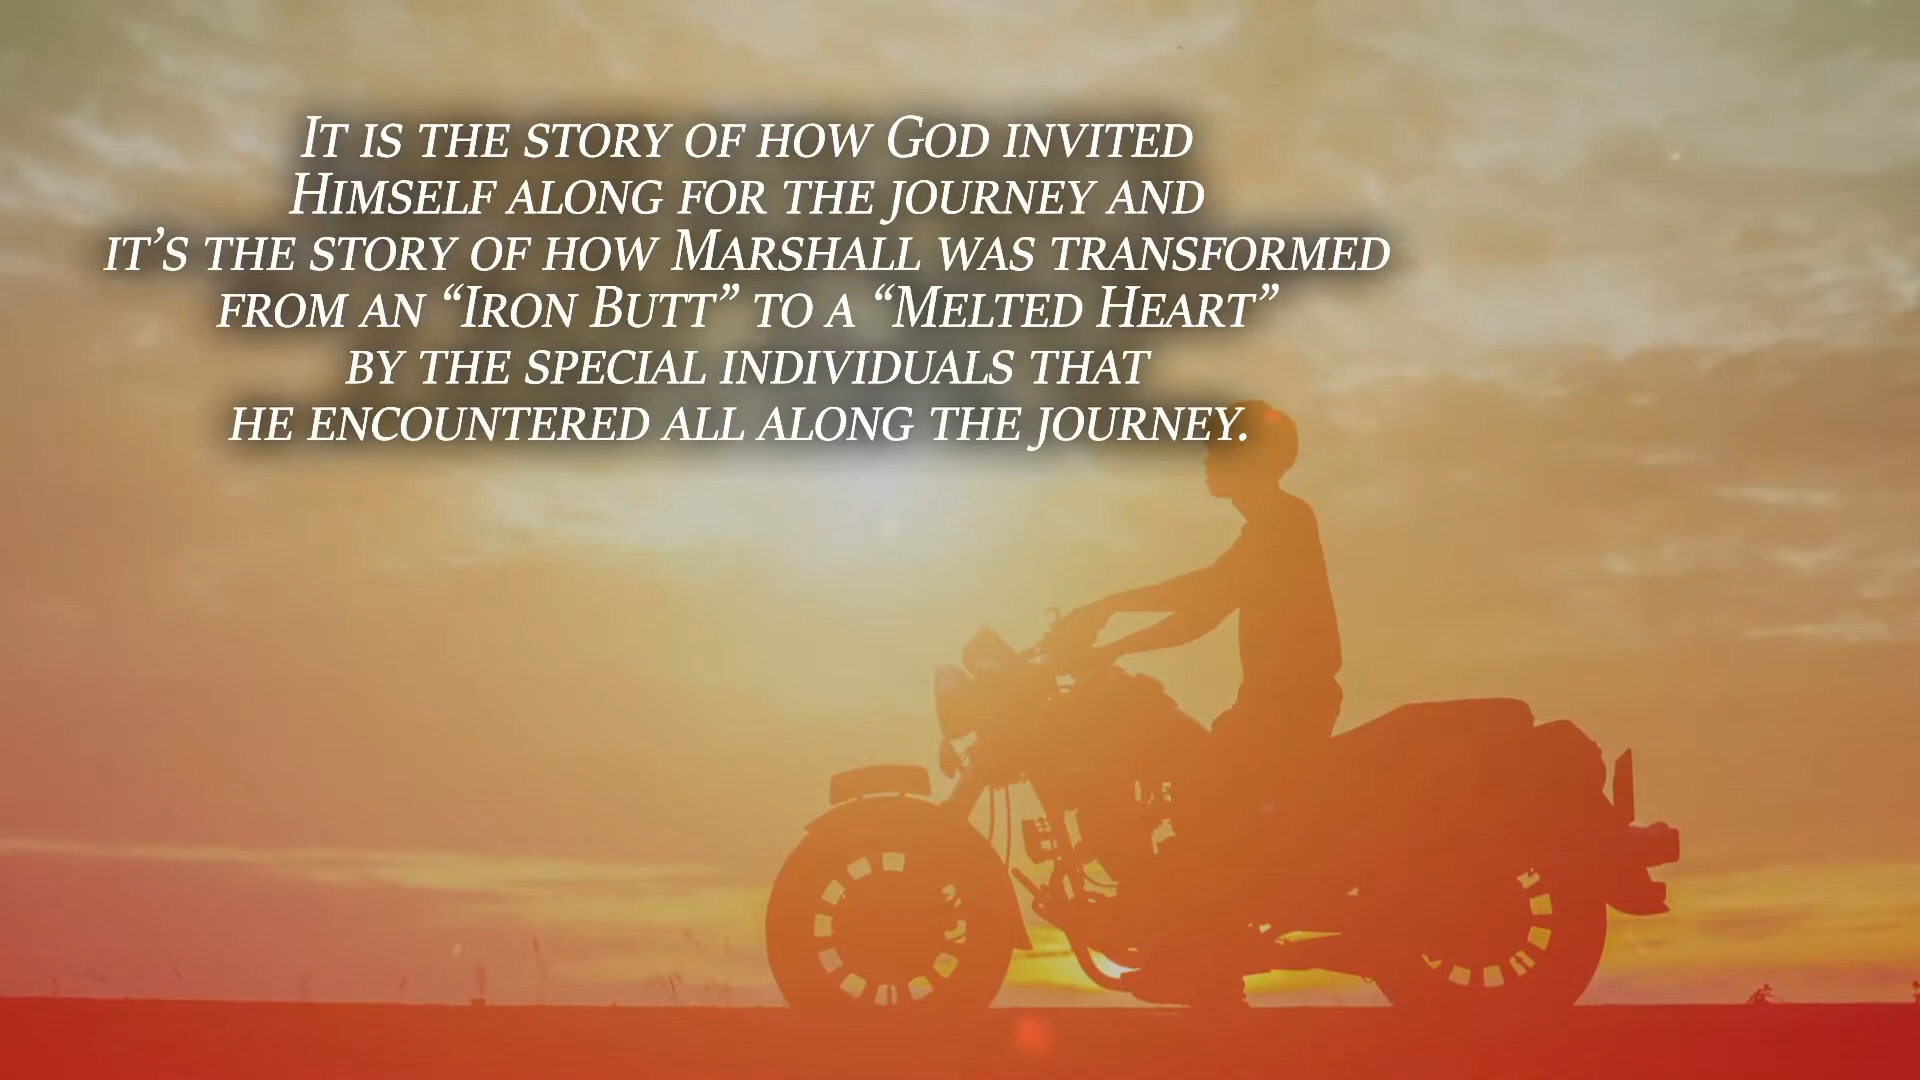 It is the story of how God invited
Himself along for the journey and
it’s the story of how Marshall was transformed
from an “Iron Butt” to a “Melted Heart”
by the special individuals that
he encountered all along the journey.